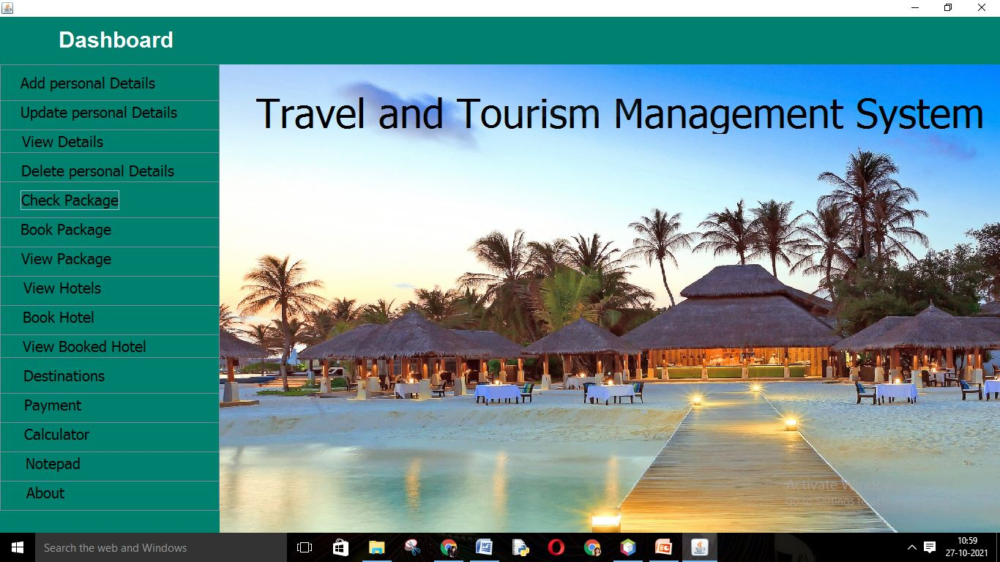 Dashboard
Travel and Tourism Management System
Add personal Details
Update personal Details
View Details
Delete personal Details
Check Package
Book Package
View Package
View Hotels
Book Hotel
View Booked Hotel
Destinations
Payment
Calculator
Notepad
About
Activate Windows
Go to Settings to activate
Search the web and Windows
10:59
27-10-2021